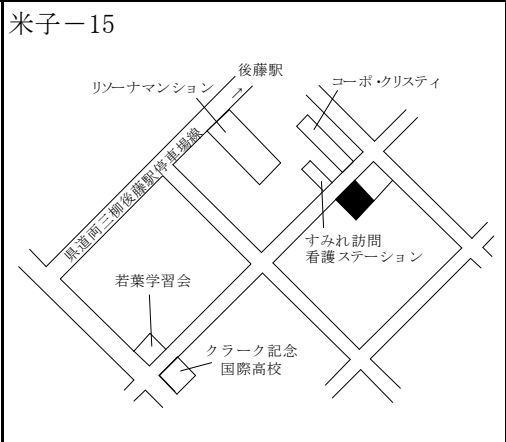 米子－15
後藤駅
→
リゾーナマンション
コーポ・クリスティ
県道両三柳後藤駅停車場線
すみれ訪問
看護ステーション
若葉学習会
クラーク記念
国際高校